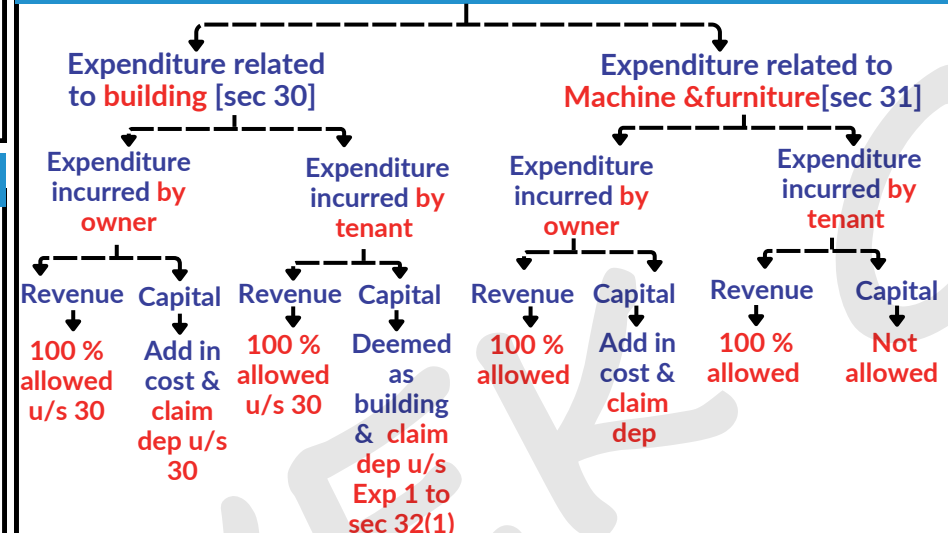 Expenditure related
to building [sec 30]
Expenditure related to
Machine &furniture[sec 31]
Expenditure
incurred by
owner
Expenditure
incurred by
tenant
Expenditure
incurred by
owner
Expenditure
incurred by
tenant
Revenue
Capital
Revenue
Capital
Revenue
Capital
Revenue
Capital
100 %
allowed
u/s 30
Add in
cost &
claim
dep u/s
30
100 %
allowed
u/s 30
Deemed
as
building
& claim
dep u/s
Exp 1 to
sec 32(1)
100 %
allowed
Add in
cost &
claim
dep
100 %
allowed
Not
allowed